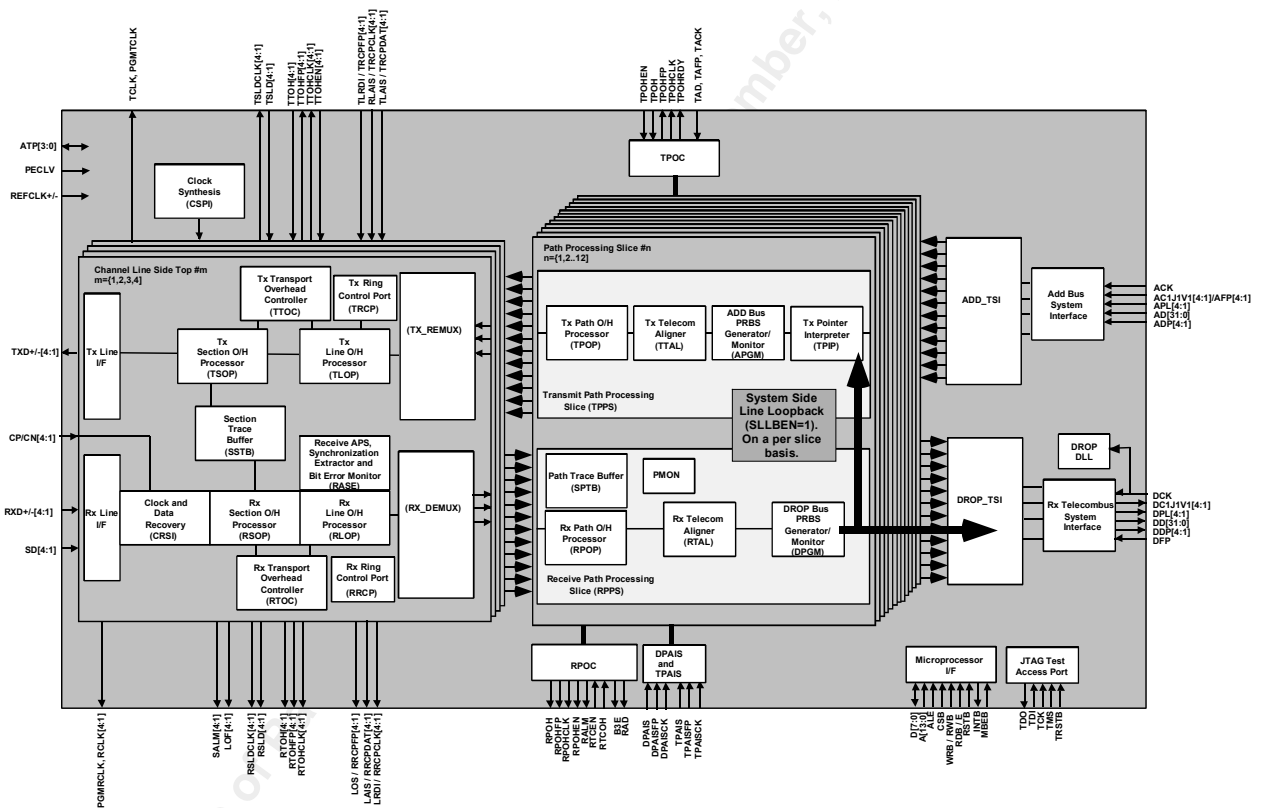 TCLK, PGMTCLK
TSLDCLK[4:1]
TSLD[4:1]
TTOH[4:1]
TTOHFP[4:1]
TTOHCLK[4:1]
TTOHEN[4:1]
TLRDI / TRCPFP[4:1]
RLAIS / TRCPCLK[4:1]
TLAIS / TRCPDAT[4:1]
TPOHEN
TPOH
TPOHFP
TPOHCLK
TPOHRDY
TAD, TAFP, TACK
mber,
ATP[3:0]
PECLV
REFCLK+/-
Clock
Synthesis
(CSPI)
TPOC
Channel Line Side Top #m
m={1,2,3,4]
Tx Transport
Overhead
Controller
(TTOC)
Tx Ring
Control Port
(TRCP)
(TX_REMUX)
Tx Line
I/F
Tx
Section O/H
Processor
(TSOP)
Tx
Line O/H
Processor
(TLOP)
TXD+/-[4:1]
Section
Trace
Buffer
(SSTB)
Receive APS,
Synchronization
Extractor and
Bit Error Monitor
(RASE)
CP/CN[4:1]
Rx Line
I/F
Clock and
Data
Recovery
(CRSI)
Rx
Section O/H
Processor
(RSOP)
Rx
Line O/H
Processor
(RLOP)
(RX_DEMUX)
RXD+/-[4:1]
SD[4:1]
Rx Transport
Overhead
Controller
(RTOC)
Rx Ring
Control Port
(RRCP)
Path Processing Slice #n
n={1,2..12]
Tx Path O/H
Processor
(TPOP)
Tx Telecom
Aligner
(TTAL)
ADD Bus
PRBS
Generator/
Monitor
(APGM)
Tx Pointer
Interpreter
(TPIP)
Transmit Path Processing
Slice (TPPS)
System Side
Line Loopback
(SLLBEN=1).
On a per slice
basis.
Path Trace Buffer
(SPTB)
PMON
Rx Path O/H
Processor
(RPOP)
Rx Telecom
Aligner
(RTAL)
DROP Bus
PRBS
Generator/
Monitor
(DPGM)
Receive Path Processing
Slice (RPPS)
ADD_TSI
Add Bus
System
Interface
ACK
AC1J1V1[4:1]/AFP[4:1]
APL[4:1]
AD[31:0]
ADP[4:1]
DROP_TSI
DROP
DLL
Rx Telecombus
System
Interface
DCK
DC1J1V1[4:1]
DPL[4:1]
DD[31:0]
DDP[4:1]
DFP
RPOC
DPAIS
and
TPAIS
Microprocessor
I/F
JTAG Test
Access Port
PGMRCLK, RCLK[4:1]
SALM[4:1]
LOF[4:1]
RSLDCLK[4:1]
RSLD[4:1]
RTOH[4:1]
RTOHFP[4:1]
RTOHCLK[4:1]
LOS / RRCPFP[4:1]
LAIS / RRCPDAT[4:1]
LRDI / RRCPCLK[4:1]
RPOH
RPOHFP
RPOHCLK
RPOHEN
RALM
RTCEN
RTCOH
B3E
RAD
DPAIS
DPAISFP
DPAISCK
TPAIS
TPAISFP
TPAISCK
D[7:0]
A[13:0]
ALE
CSB
WRB / RWB
RDB / E
RSTB
INTB
MBEB
TDO
TDI
TCK
TMS
TRSTB